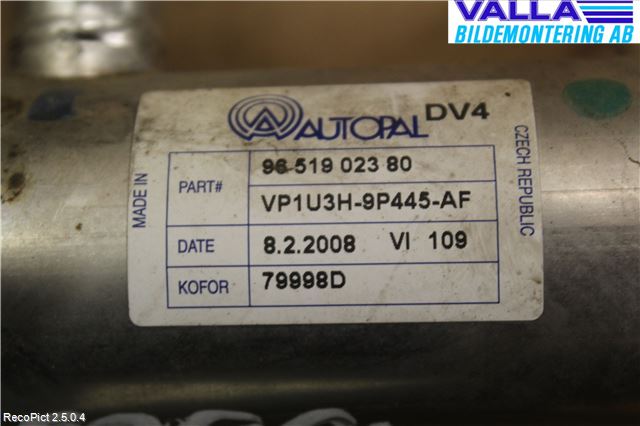 VALLA
BILDEMONTERING AB
AUTOPAL DV4
MADE IN
CZECH REPUBLIC
PART# 96 519 023 80
VP1U3H-9P445-AF
DATE 8.2.2008 VI 109
KOFOR 79998D
RecoPict 2.5.0.4